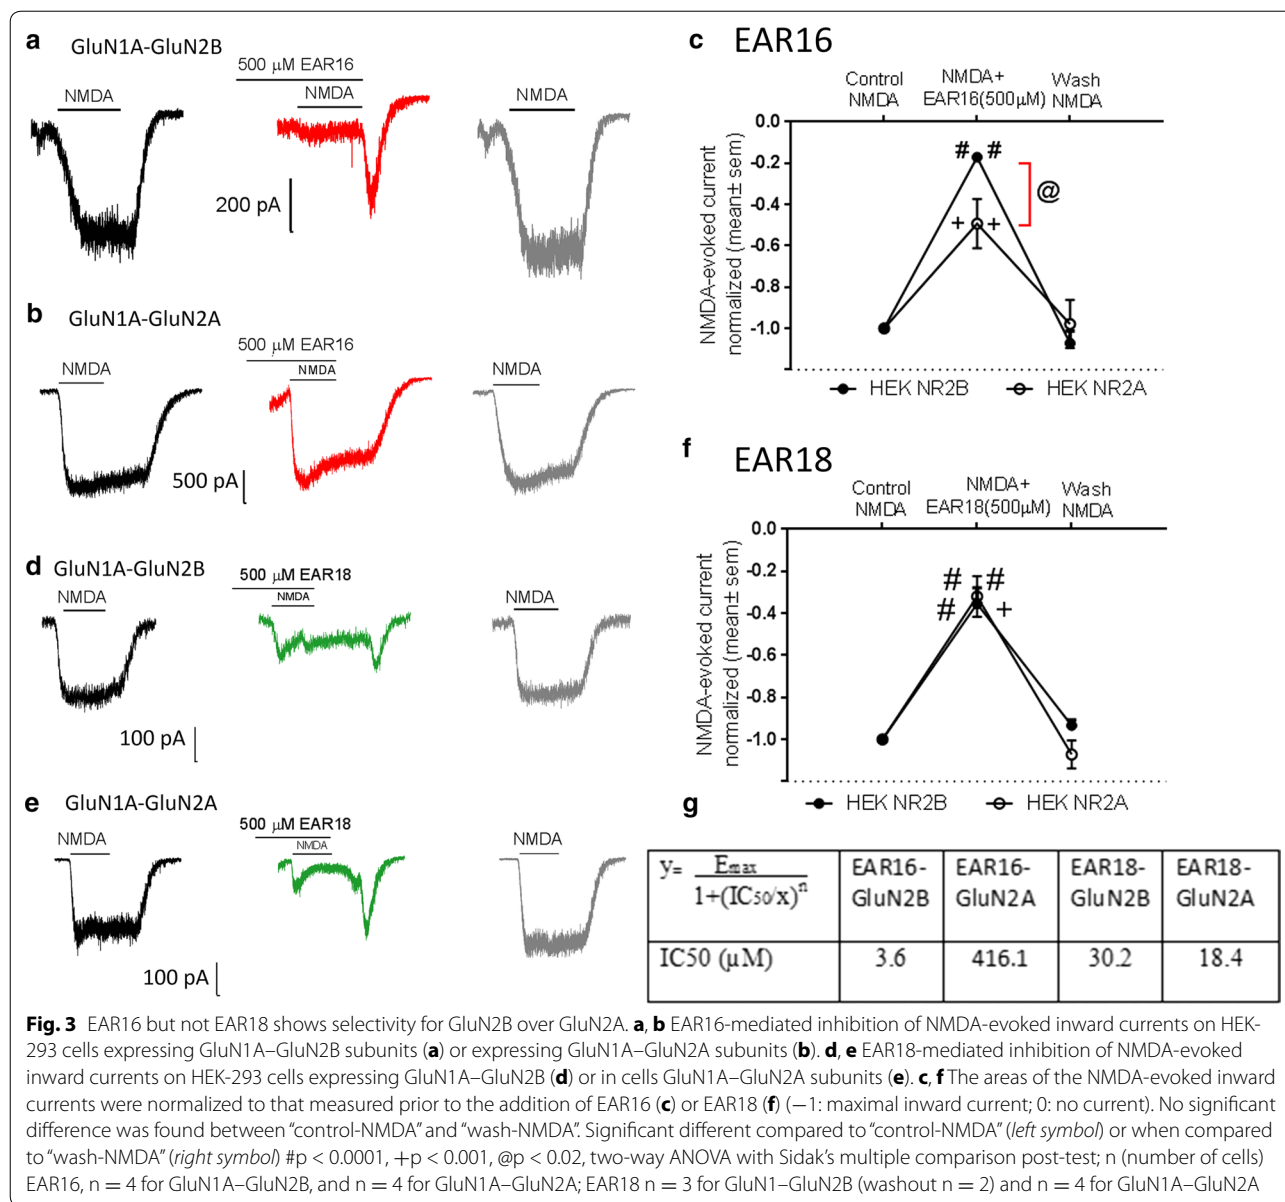 a
GluN1A-GluN2B
500 μM EAR16
NMDA
NMDA
NMDA
200 pA
b
GluN1A-GluN2A
500 μM EAR16
NMDA
NMDA
NMDA
500 pA
c EAR16
Control NMDA
NMDA+ EAR16(500μM)
Wash NMDA
NMDA-evoked current
normalized (mean± sem)
0.0
-0.2
-0.4
-0.6
-0.8
-1.0
# #
+ +
@
HEK NR2B HEK NR2A
d
GluN1A-GluN2B
500 μM EAR18
NMDA
NMDA
NMDA
100 pA
e
GluN1A-GluN2A
500 μM EAR18
NMDA
NMDA
NMDA
100 pA
f EAR18
Control NMDA
NMDA+ EAR18(500μM)
Wash NMDA
NMDA-evoked current
normalized (mean± sem)
0.0
-0.2
-0.4
-0.6
-0.8
-1.0
# #
# +
HEK NR2B HEK NR2A
g
y= Emax / 1+(IC50/x)^n
EAR16-GluN2B
EAR16-GluN2A
EAR18-GluN2B
EAR18-GluN2A
IC50 (μM) 3.6 416.1 30.2 18.4
Fig. 3 EAR16 but not EAR18 shows selectivity for GluN2B over GluN2A. a, b EAR16-mediated inhibition of NMDA-evoked inward currents on HEK-
293 cells expressing GluN1A–GluN2B subunits (a) or expressing GluN1A–GluN2A subunits (b). d, e EAR18-mediated inhibition of NMDA-evoked
inward currents on HEK-293 cells expressing GluN1A–GluN2B (d) or in cells GluN1A–GluN2A subunits (e). c, f The areas of the NMDA-evoked inward
currents were normalized to that measured prior to the addition of EAR16 (c) or EAR18 (f) (−1: maximal inward current; 0: no current). No significant
difference was found between “control-NMDA” and “wash-NMDA”. Significant different compared to “control-NMDA” (left symbol) or when compared
to “wash-NMDA” (right symbol) #p < 0.0001, +p < 0.001, @p < 0.02, two-way ANOVA with Sidak’s multiple comparison post-test; n (number of cells)
EAR16, n = 4 for GluN1A–GluN2B, and n = 4 for GluN1A–GluN2A; EAR18 n = 3 for GluN1–GluN2B (washout n = 2) and n = 4 for GluN1A–GluN2A